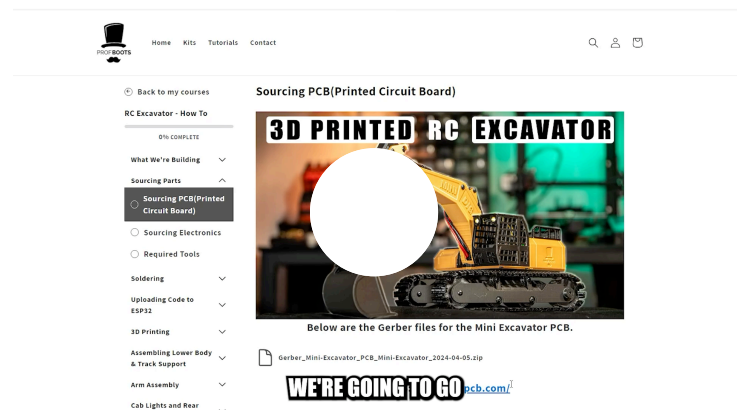 PROFBOOTS
Home Kits Tutorials Contact
Back to my courses
RC Excavator - How To
0% COMPLETE
What We're Building
Sourcing Parts
Sourcing PCB(Printed
Circuit Board)
Sourcing Electronics
Required Tools
Soldering
Uploading Code to
ESP32
3D Printing
Assembling Lower Body
& Track Support
Arm Assembly
Cab Lights and Rear
Sourcing PCB(Printed Circuit Board)
3D PRINTED RC EXCAVATOR
Below are the Gerber files for the Mini Excavator PCB.
Gerber_Mini-Excavator_PCB_Mini-Excavator_2024-04-05.zip
pcb.com/
WE'RE GOING TO GO